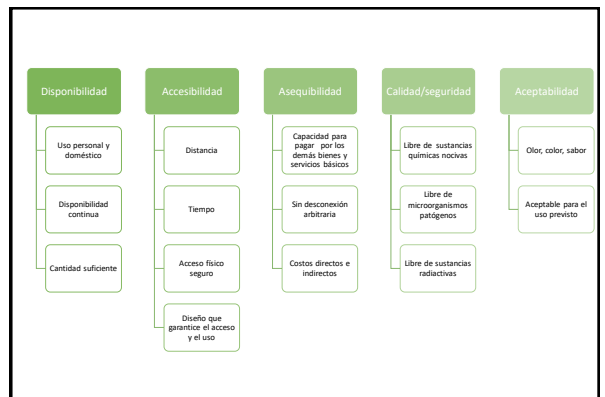 Disponibilidad
Uso personal y
doméstico
Disponibilidad
continua
Cantidad suficiente
Accesibilidad
Distancia
Tiempo
Acceso físico
seguro
Diseño que
garantice el acceso
y el uso
Asequibilidad
Capacidad para
pagar por los
demás bienes y
servicios básicos
Sin desconexión
arbitraria
Costos directos e
indirectos
Calidad/seguridad
Libre de sustancias
químicas nocivas
Libre de
microorganismos
patógenos
Libre de sustancias
radiactivas
Aceptabilidad
Olor, color, sabor
Aceptable para el
uso previsto